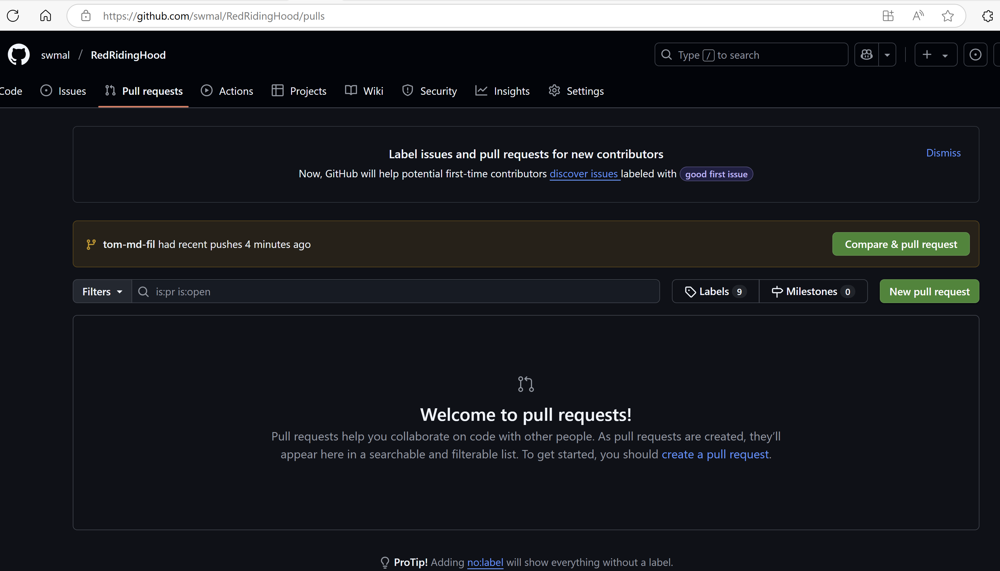 https://github.com/swmal/RedRidingHood/pulls
swmal / RedRidingHood
Type / to search
Code Issues Pull requests Actions Projects Wiki Security Insights Settings
Label issues and pull requests for new contributors
Dismiss
Now, GitHub will help potential first-time contributors discover issues labeled with good first issue
tom-md-fil had recent pushes 4 minutes ago
Compare & pull request
Filters is:pr is:open Labels 9 Milestones 0 New pull request
Welcome to pull requests!
Pull requests help you collaborate on code with other people. As pull requests are created, they’ll
appear here in a searchable and filterable list. To get started, you should create a pull request.
ProTip! Adding no:label will show everything without a label.